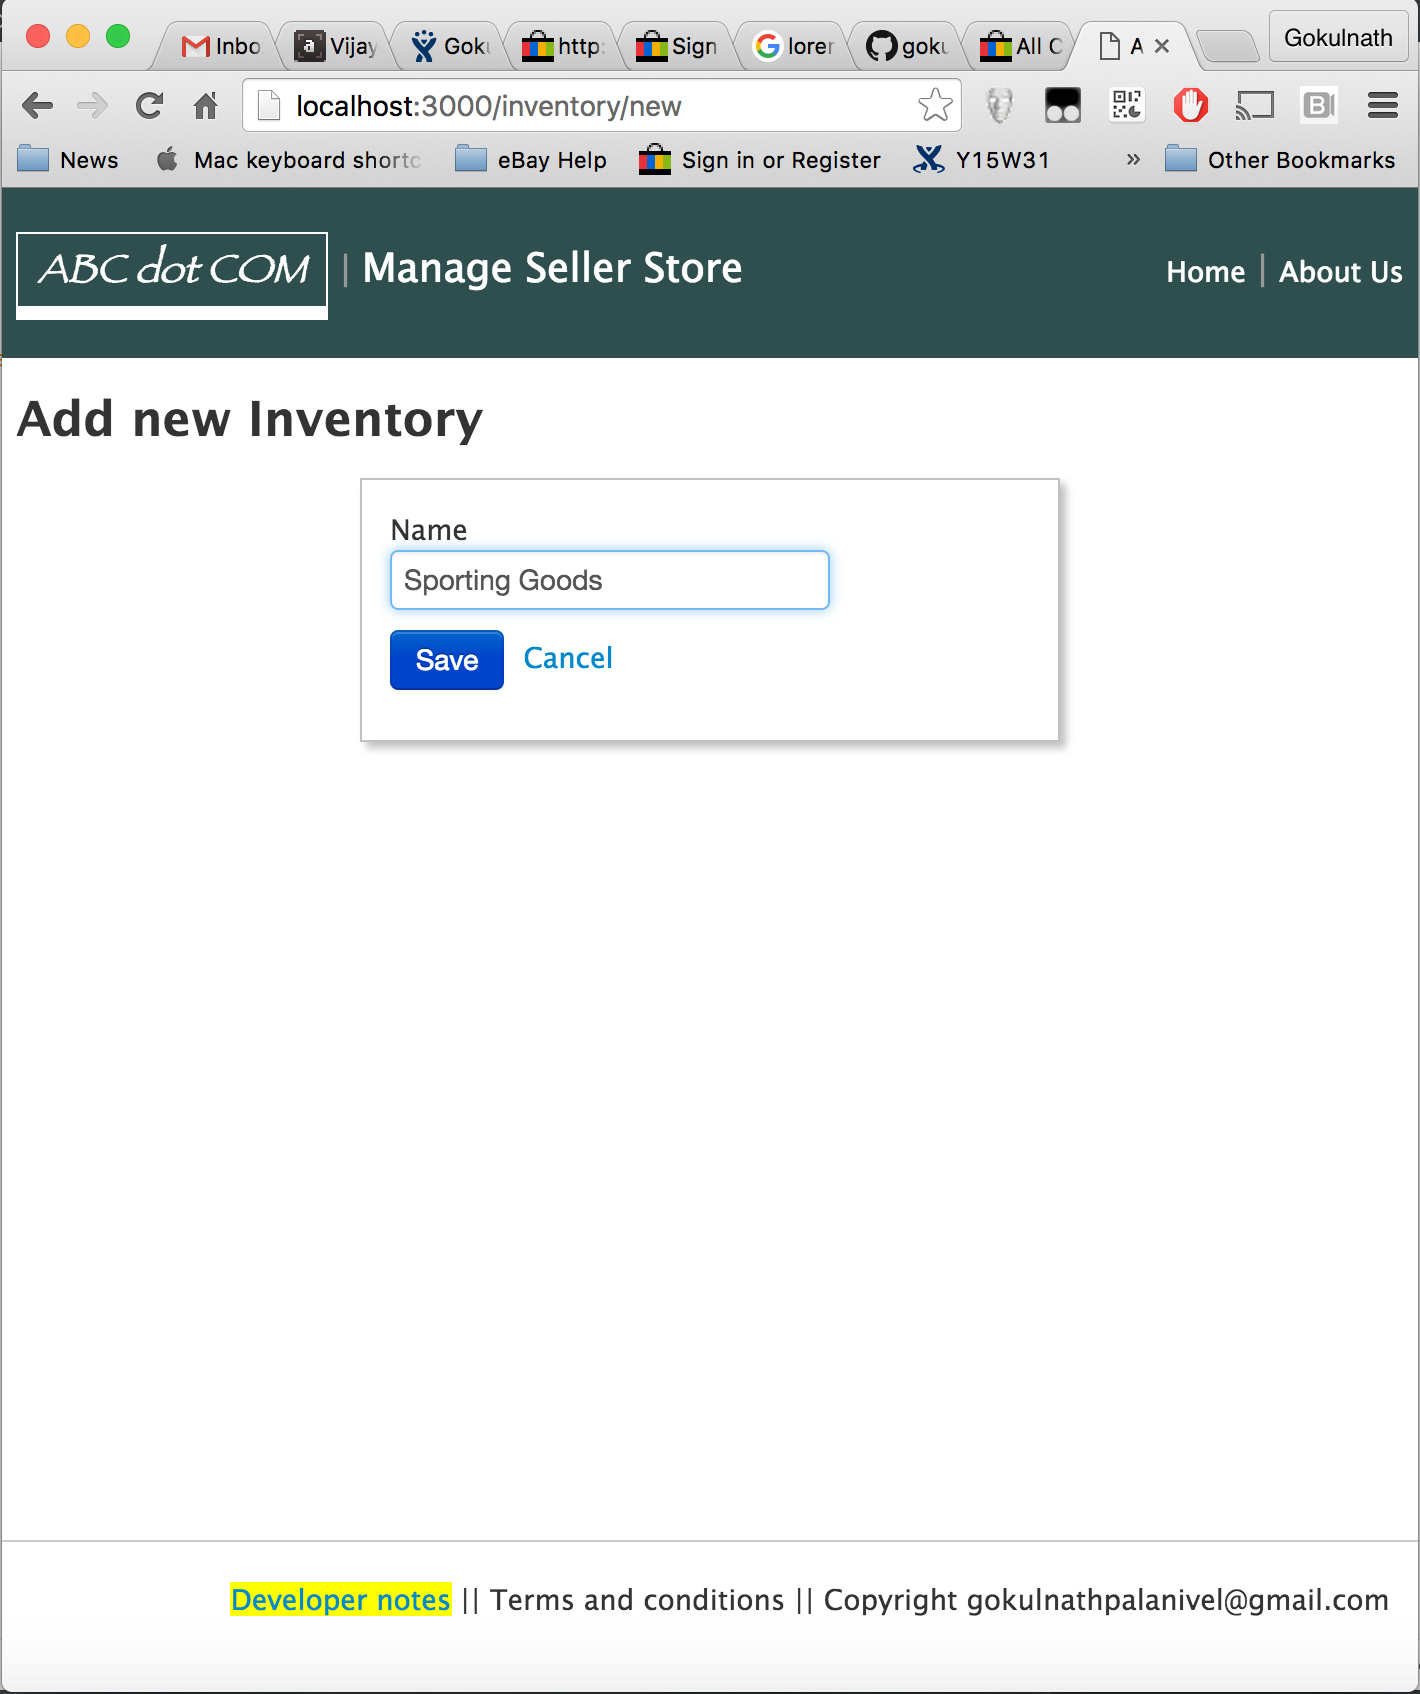 Inbo Vijay Goku http: Sign lorer goku All C A Gokulnath
localhost:3000/inventory/new
News Mac keyboard shortc eBay Help Sign in or Register Y15W31 » Other Bookmarks
ABC dot COM | Manage Seller Store Home | About Us
Add new Inventory
Name
Sporting Goods
Save Cancel
Developer notes || Terms and conditions || Copyright gokulnathpalanivel@gmail.com